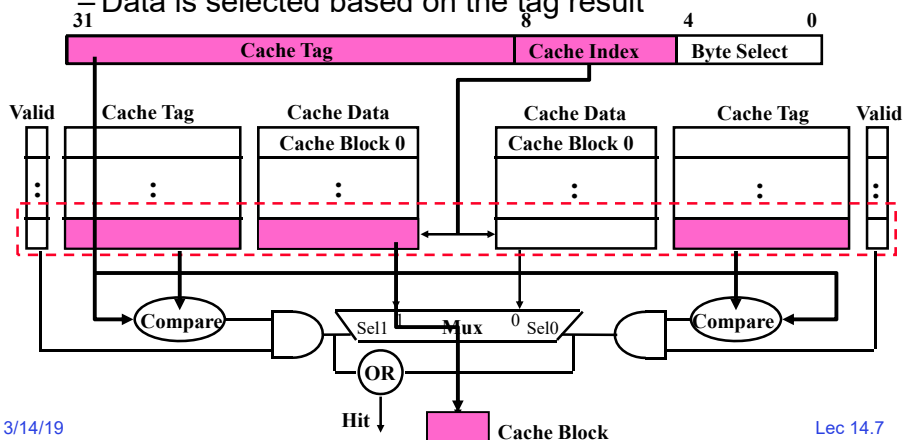 – Data is selected based on the tag result
31 8 4 0
Cache Tag Cache Index Byte Select
Valid Cache Tag Cache Data Cache Data Cache Tag Valid
Cache Block 0 Cache Block 0
: : : : : :
Compare Sel1 1 Mux 0 Sel0 Compare
OR
Hit
Cache Block
3/14/19 Lec 14.7